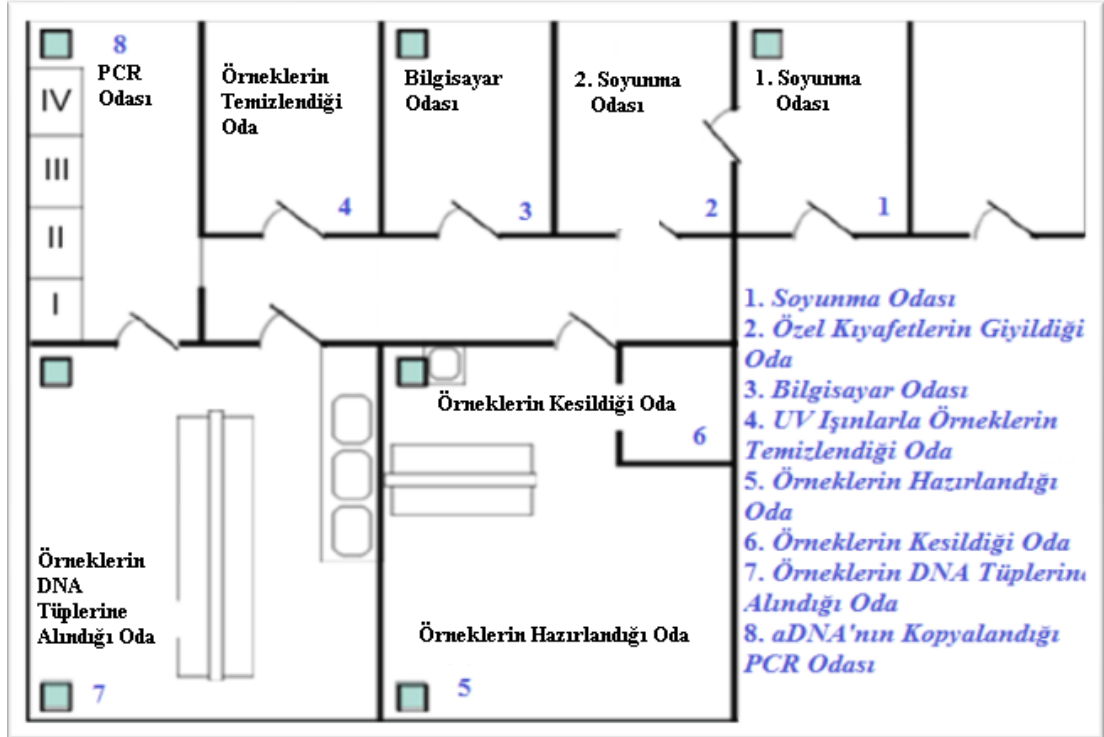 8
PCR
Odası
IV
III
II
I
Örneklerin
Temizlendiği
Oda
4
Bilgisayar
Odası
3
2. Soyunma
Odası
2
1. Soyunma
Odası
1
Örneklerin Kesildiği Oda
6
Örneklerin
DNA
Tüplerine
Alındığı Oda
7
Örneklerin Hazırlandığı Oda
5
1. Soyunma Odası
2. Özel Kıyafetlerin Giyildiği
Oda
3. Bilgisayar Odası
4. UV Işınlarla Örneklerin
Temizlendiği Oda
5. Örneklerin Hazırlandığı
Oda
6. Örneklerin Kesildiği Oda
7. Örneklerin DNA Tüplerine
Alındığı Oda
8. aDNA'nın Kopyalandığı
PCR Odası